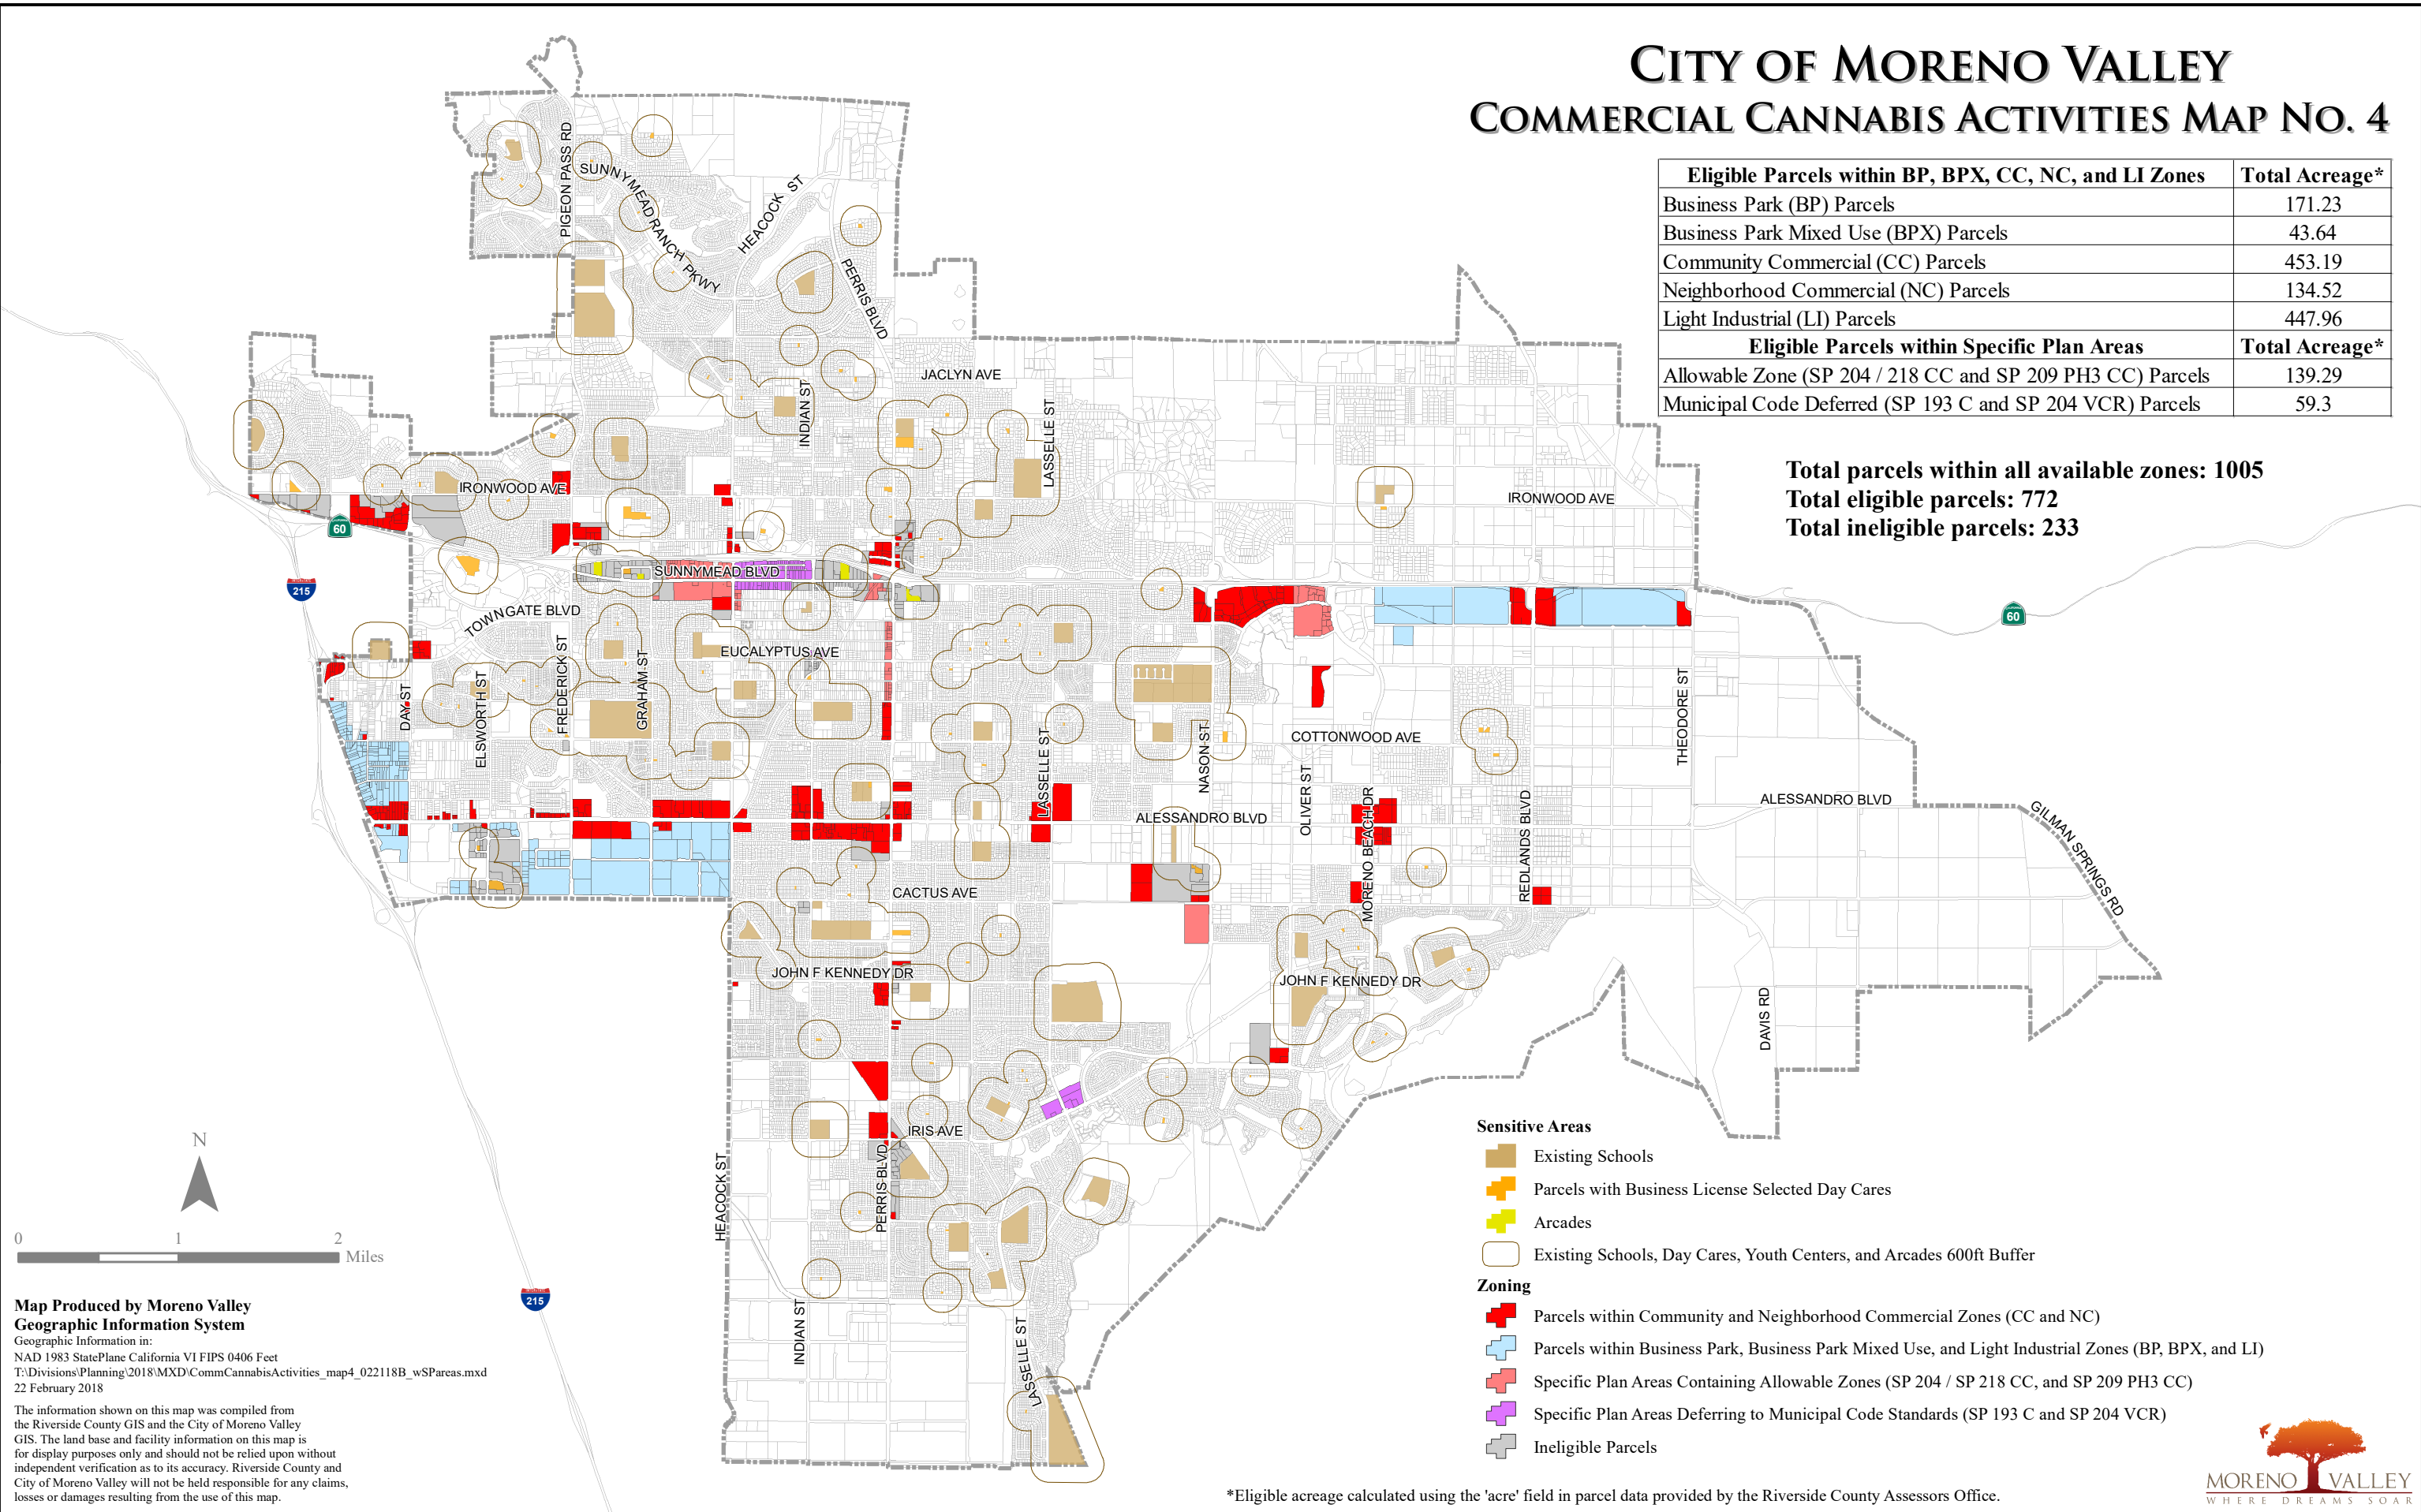 CITY OF MORENO VALLEY
COMMERCIAL CANNABIS ACTIVITIES MAP NO. 4
Eligible Parcels within BP, BPX, CC, NC, and LI Zones Total Acreage*
Business Park (BP) Parcels 171.23
Business Park Mixed Use (BPX) Parcels 43.64
Community Commercial (CC) Parcels 453.19
Neighborhood Commercial (NC) Parcels 134.52
Light Industrial (LI) Parcels 447.96
Eligible Parcels within Specific Plan Areas Total Acreage*
Allowable Zone (SP 204 / 218 CC and SP 209 PH3 CC) Parcels 139.29
Municipal Code Deferred (SP 193 C and SP 204 VCR) Parcels 59.3
Total parcels within all available zones: 1005
Total eligible parcels: 772
Total ineligible parcels: 233
PIGEON PASS RD
SUNNYMEAD RANCH PKWY
HEACOCK ST
PERRIS BLVD
JACLYN AVE
INDIAN ST
LASSELLE ST
IRONWOOD AVE
IRONWOOD AVE
60
SUNNYMEAD BLVD
215
TOWNGATE BLVD
60
EUCALYPTUS AVE
FREDERICK ST
GRAHAM ST
DAY ST
ELSWORTH ST
THEODORE ST
LASSELLE ST
NASON ST
COTTONWOOD AVE
OLIVER ST
MORENO BEACH DR
REDLANDS BLVD
ALESSANDRO BLVD
ALESSANDRO BLVD
GILMAN SPRINGS RD
CACTUS AVE
JOHN F KENNEDY DR
JOHN F KENNEDY DR
DAVIS RD
IRIS AVE
HEACOCK ST
PERRIS BLVD
INDIAN ST
LASSELLE ST
215
N
0 1 2
Miles
Map Produced by Moreno Valley
Geographic Information System
Geographic Information in:
NAD 1983 StatePlane California VI FIPS 0406 Feet
T:\Divisions\Planning\2018\MXD\CommCannabisActivities_map4_022118B_wSPareas.mxd
22 February 2018
The information shown on this map was compiled from
the Riverside County GIS and the City of Moreno Valley
GIS. The land base and facility information on this map is
for display purposes only and should not be relied upon without
independent verification as to its accuracy. Riverside County and
City of Moreno Valley will not be held responsible for any claims,
losses or damages resulting from the use of this map.
Sensitive Areas
Existing Schools
Parcels with Business License Selected Day Cares
Arcades
Existing Schools, Day Cares, Youth Centers, and Arcades 600ft Buffer
Zoning
Parcels within Community and Neighborhood Commercial Zones (CC and NC)
Parcels within Business Park, Business Park Mixed Use, and Light Industrial Zones (BP, BPX, and LI)
Specific Plan Areas Containing Allowable Zones (SP 204 / SP 218 CC, and SP 209 PH3 CC)
Specific Plan Areas Deferring to Municipal Code Standards (SP 193 C and SP 204 VCR)
Ineligible Parcels
*Eligible acreage calculated using the 'acre' field in parcel data provided by the Riverside County Assessors Office.
MORENO VALLEY
WHERE DREAMS SOAR